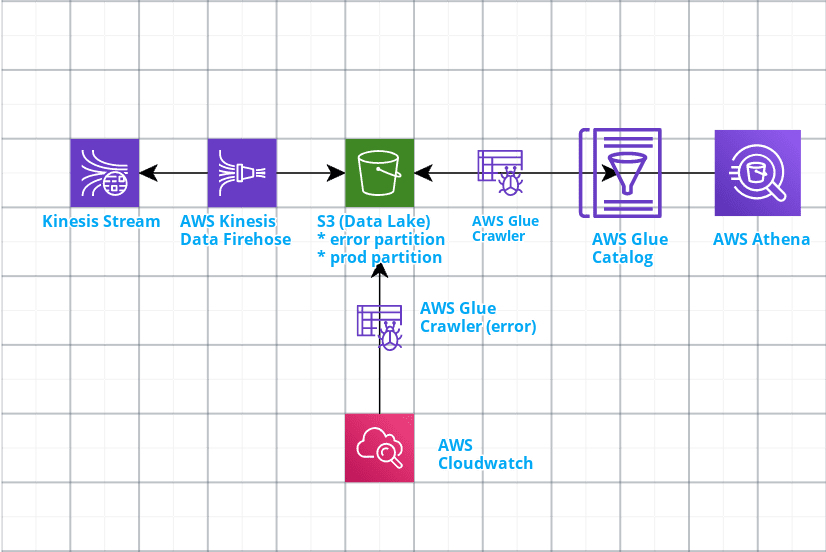 Kinesis Stream
AWS Kinesis
Data Firehose
S3 (Data Lake)
* error partition
* prod partition
AWS Glue
Crawler
AWS Glue
Catalog
AWS Athena
AWS Glue
Crawler (error)
AWS
Cloudwatch